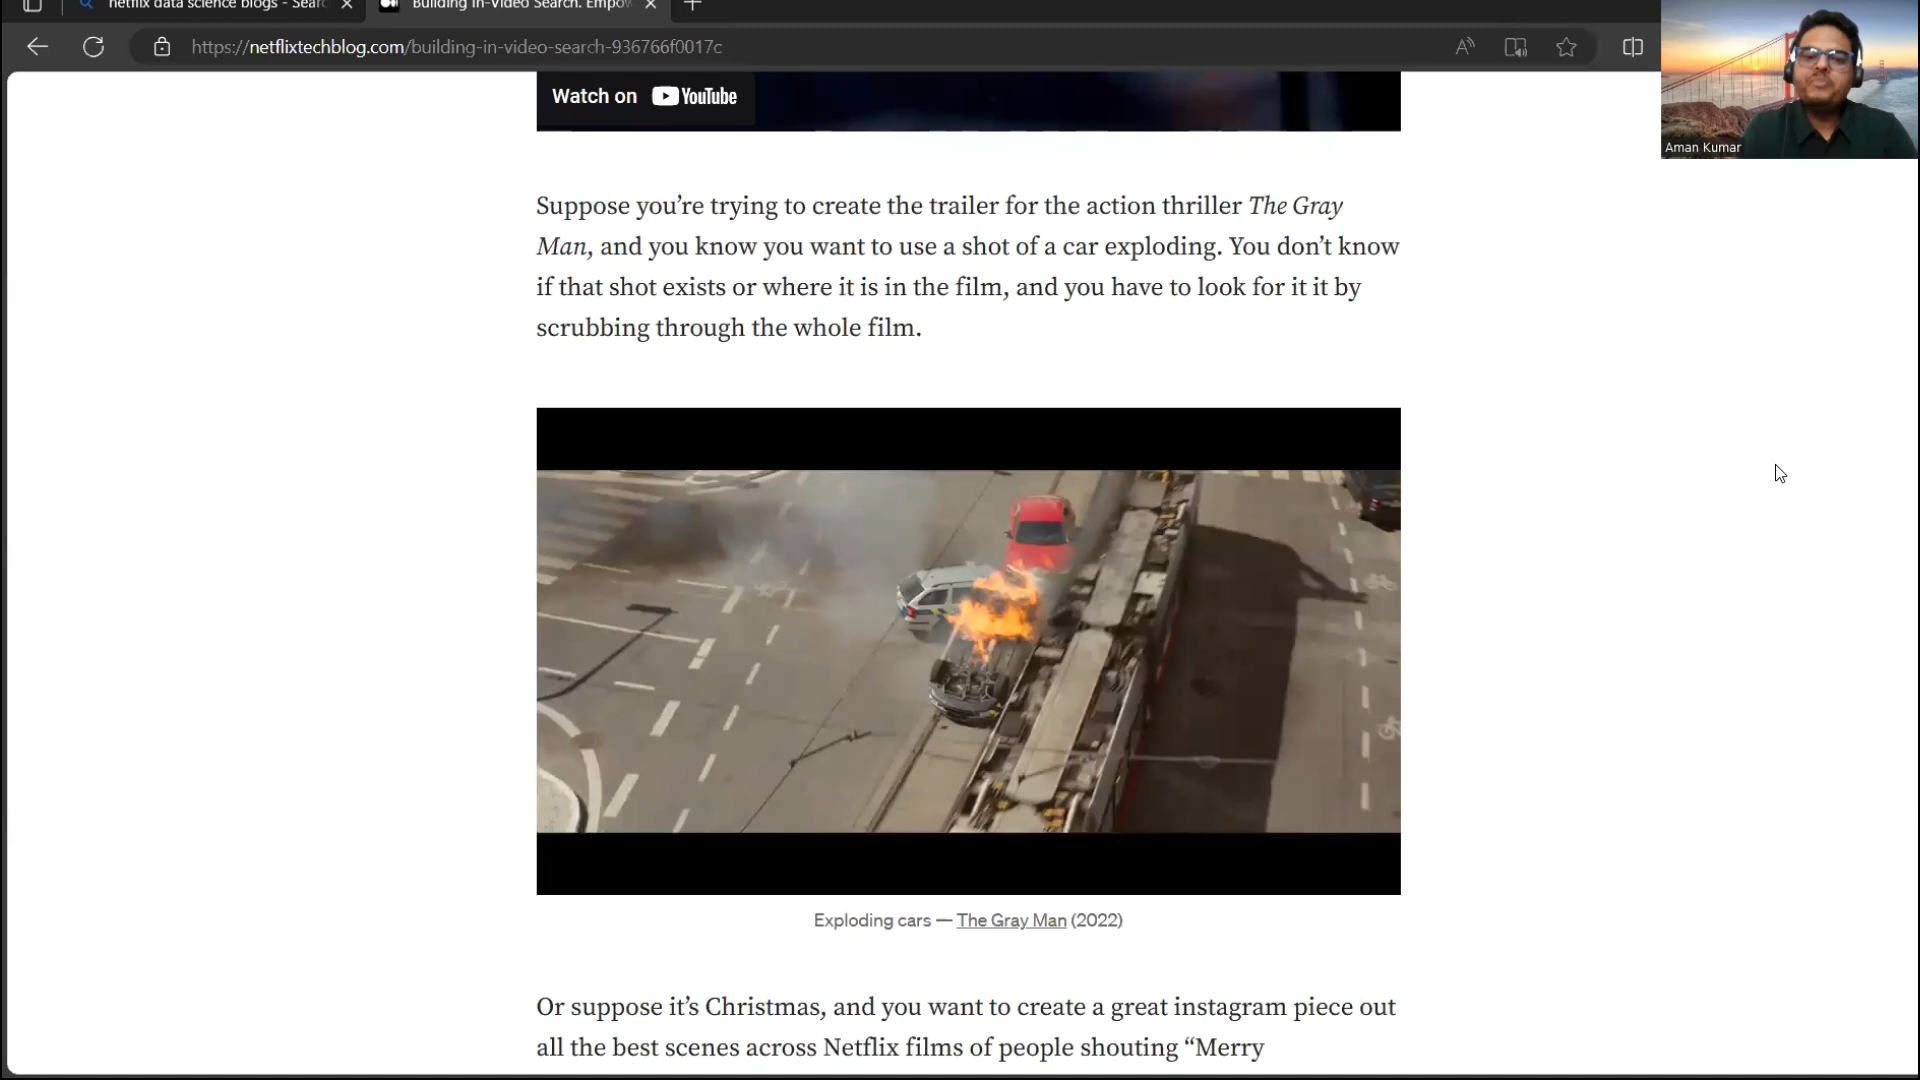 netflix data science blogs - Sear
Building In-Video Search. Empow
https://netflixtechblog.com/building-in-video-search-936766f0017c
Aman Kumar
Watch on YouTube
Suppose you’re trying to create the trailer for the action thriller The Gray
Man, and you know you want to use a shot of a car exploding. You don’t know
if that shot exists or where it is in the film, and you have to look for it it by
scrubbing through the whole film.
Exploding cars — The Gray Man (2022)
Or suppose it’s Christmas, and you want to create a great instagram piece out
all the best scenes across Netflix films of people shouting “Merry